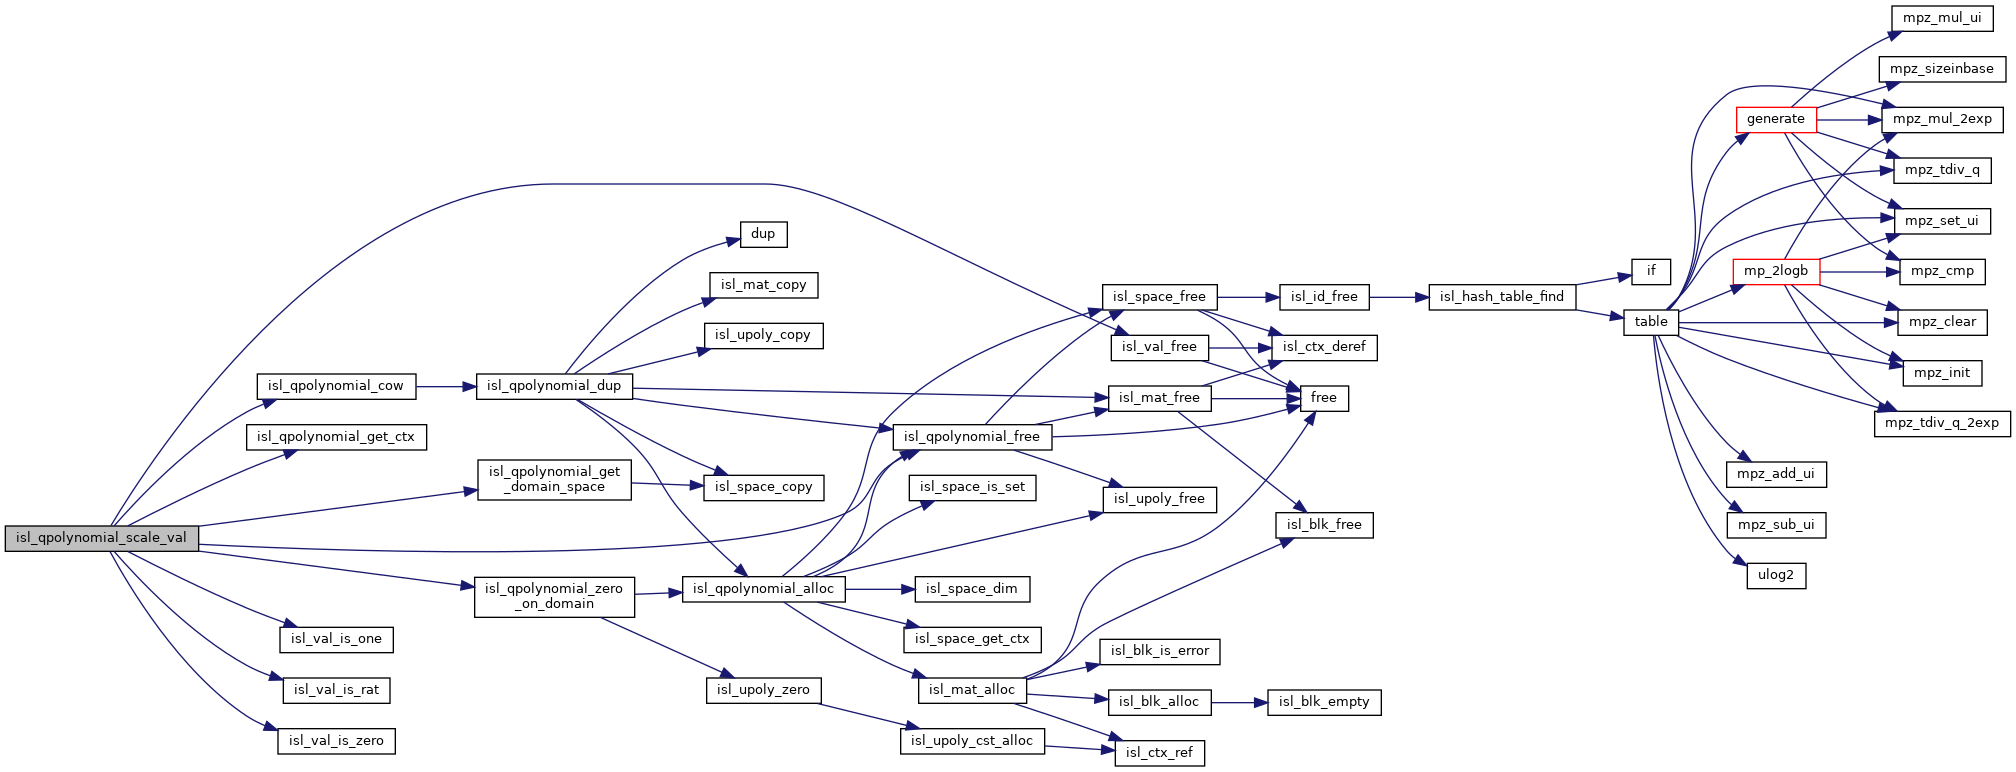 mpz_mul_ui
mpz_sizeinbase
generate
mpz_mul_2exp
mpz_tdiv_q
mpz_set_ui
dup
if
mp_2logb
mpz_cmp
isl_mat_copy
isl_space_free
isl_id_free
isl_hash_table_find
table
mpz_clear
isl_upoly_copy
isl_val_free
isl_ctx_deref
mpz_init
isl_qpolynomial_cow
isl_qpolynomial_dup
isl_mat_free
free
mpz_tdiv_q_2exp
isl_qpolynomial_get_ctx
isl_qpolynomial_free
isl_qpolynomial_get
_domain_space
isl_space_copy
isl_space_is_set
isl_upoly_free
mpz_add_ui
isl_qpolynomial_scale_val
isl_blk_free
mpz_sub_ui
isl_qpolynomial_zero
_on_domain
isl_qpolynomial_alloc
isl_space_dim
ulog2
isl_val_is_one
isl_space_get_ctx
isl_blk_is_error
isl_val_is_rat
isl_upoly_zero
isl_mat_alloc
isl_blk_alloc
isl_blk_empty
isl_val_is_zero
isl_upoly_cst_alloc
isl_ctx_ref